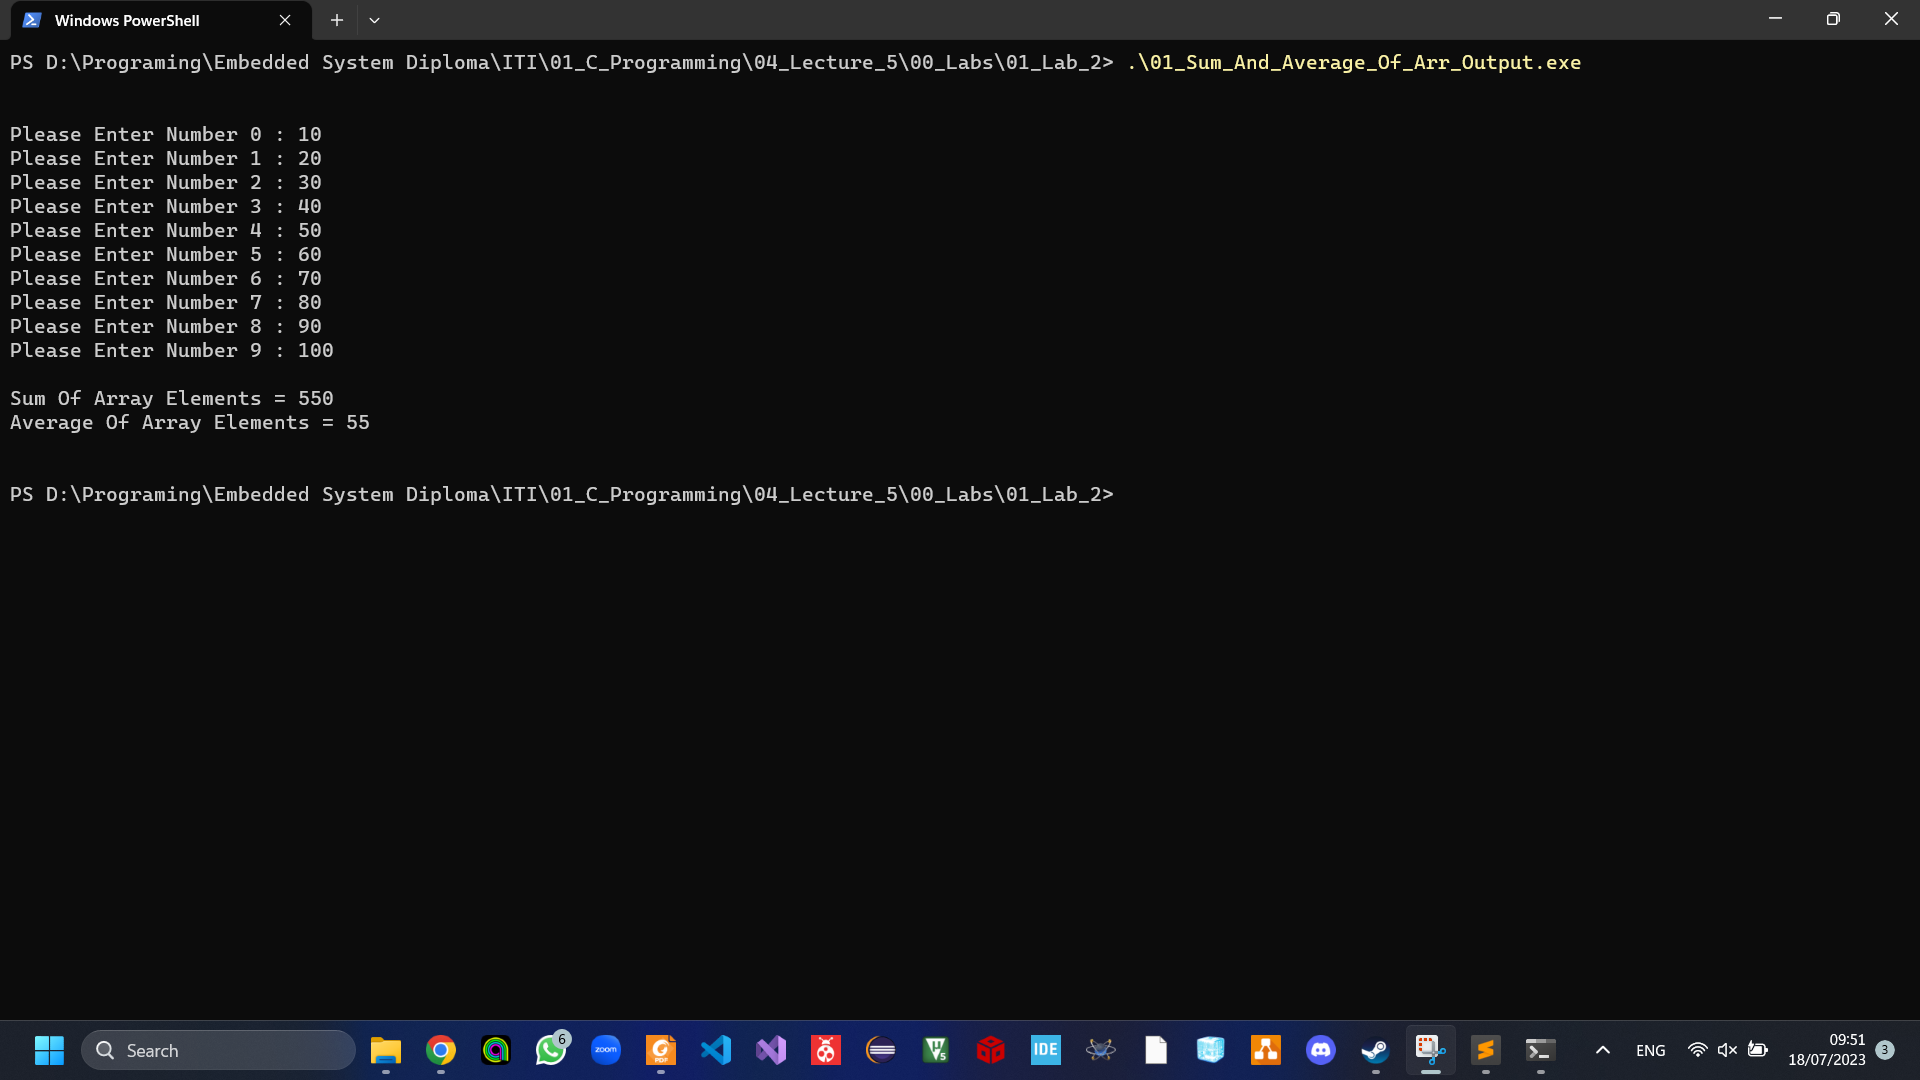 Windows PowerShell
PS D:\Programing\Embedded System Diploma\ITI\01_C_Programming\04_Lecture_5\00_Labs\01_Lab_2> .\01_Sum_And_Average_Of_Arr_Output.exe
Please Enter Number 0 : 10
Please Enter Number 1 : 20
Please Enter Number 2 : 30
Please Enter Number 3 : 40
Please Enter Number 4 : 50
Please Enter Number 5 : 60
Please Enter Number 6 : 70
Please Enter Number 7 : 80
Please Enter Number 8 : 90
Please Enter Number 9 : 100
Sum Of Array Elements = 550
Average Of Array Elements = 55
PS D:\Programing\Embedded System Diploma\ITI\01_C_Programming\04_Lecture_5\00_Labs\01_Lab_2>
Search
6
zoom
PDF
5
IDE
ENG
09:51
18/07/2023
3